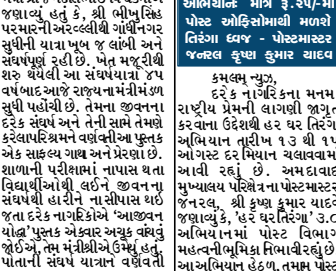 જણાવ્યું હતું કે, શ્રી ભીખુસિંહ
પરમારની અરવલ્લીથી ગાંધીનગર
સુધીની યાત્રા ખૂબ જ લાંબી અને
સંઘર્ષપૂર્ણ રહી છે. ખેત મજૂરીથી
શરુ થયેલી આ સંઘર્ષયાત્રા ૪૫
વર્ષ બાદ આજે રાજયના મંત્રીમંડળ
સુધી પહોંચી છે. તેમના જીવનના
દરેક સંઘર્ષ અને તેની સામે તેમણે
કરેલા પરિશ્રમને વર્ણવતી આ પુસ્તક
એક સાફલ્ય ગાથા અને પ્રેરણા છે.
શાળાની પરીક્ષામાં નાપાસ થતા
વિદ્યાર્થીઓથી લઈને જીવનના
સંઘર્ષથી હારીને નાસીપાસ થઈ
જતા દરેક નાગરિકોએ 'આજીવન
યોદ્ધા' પુસ્તક એકવાર અચૂક વાંચવું
જોઈએ, તેમ મંત્રીશ્રીએ ઉમેર્યું હતું.
પોતાની સંઘર્ષ યાત્રાને વર્ણવતી
અભિયાનઃ માત્ર રૂ.૨૫/-માં
પોસ્ટ ઓફિસોમાંથી મળશે
તિરંગા ધ્વજ - પોસ્ટમાસ્ટર
જનરલ કૃષ્ણ કુમાર યાદવ
કમલમ્ ન્યુઝ,
દરેક નાગરિકના મનમાં
રાષ્ટ્રીય પ્રેમની લાગણી જાગૃત
કરવાના ઉદ્દેશથી હર ઘર તિરંગા
અભિયાન તારીખ ૧૩ થી ૧૫
ઓગસ્ટ દરમિયાન ચલાવવામાં
આવી રહ્યું છે. અમદાવાદ
મુખ્યાલય પરિક્ષેત્રના પોસ્ટમાસ્ટર
જનરલ, શ્રી કૃષ્ણ કુમાર યાદવે
જણાવ્યું કે, 'હર ઘર તિરંગા' ૩.૦
અભિયાનમાં પોસ્ટ વિભાગ
મહત્વની ભૂમિકા નિભાવી રહ્યું છે
આ અભિયાન હેઠળ, તમામ પોસ્ટ